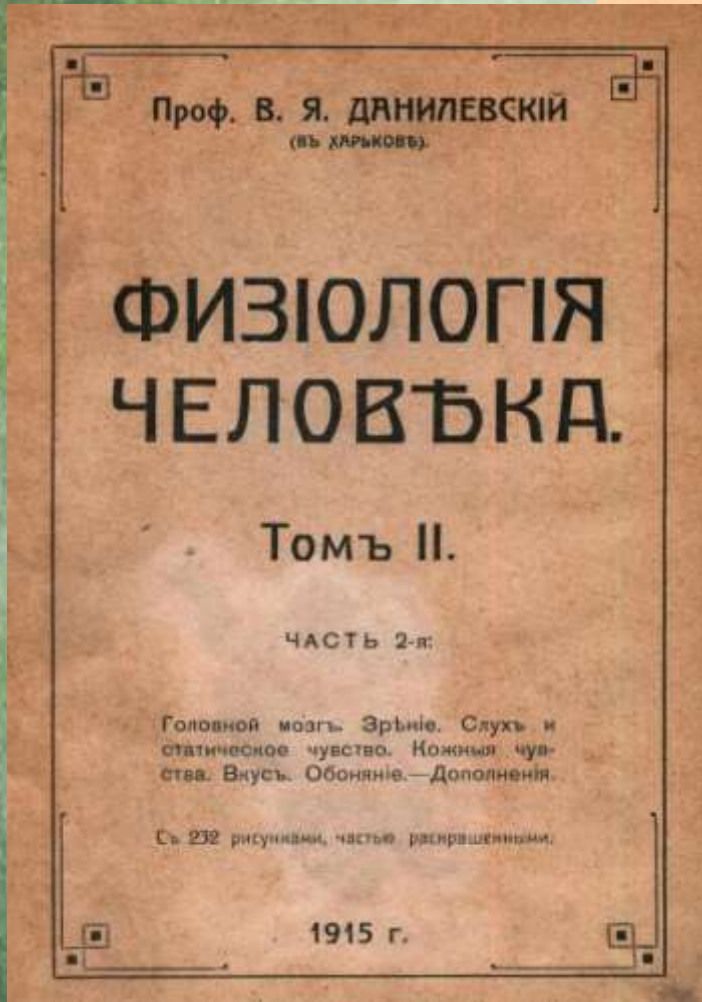 Проф. В. Я. ДАНИЛЕВСКІЙ
(ВЪ ХАРЬКОВѢ).
ФИЗІОЛОГІЯ
ЧЕЛОВѢКА.
Томъ II.
ЧАСТЬ 2-я:
Головной мозгъ. Зрѣніе. Слухъ и
статическое чувство. Кожныя чув-
ства. Вкусъ. Обоняніе.—Дополненія.
Съ 232 рисунками, частью раскрашенными.
1915 г.